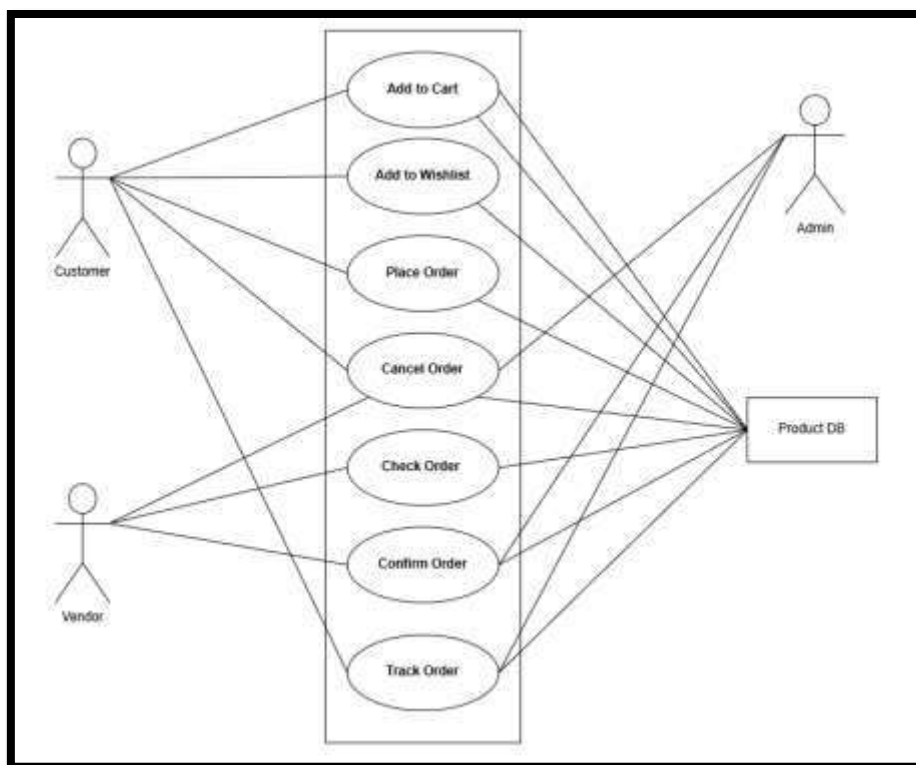 Add to Cart
Add to Wishlist
Customer
Admin
Place Order
Cancel Order
Product DB
Check Order
Vendor
Confirm Order
Track Order